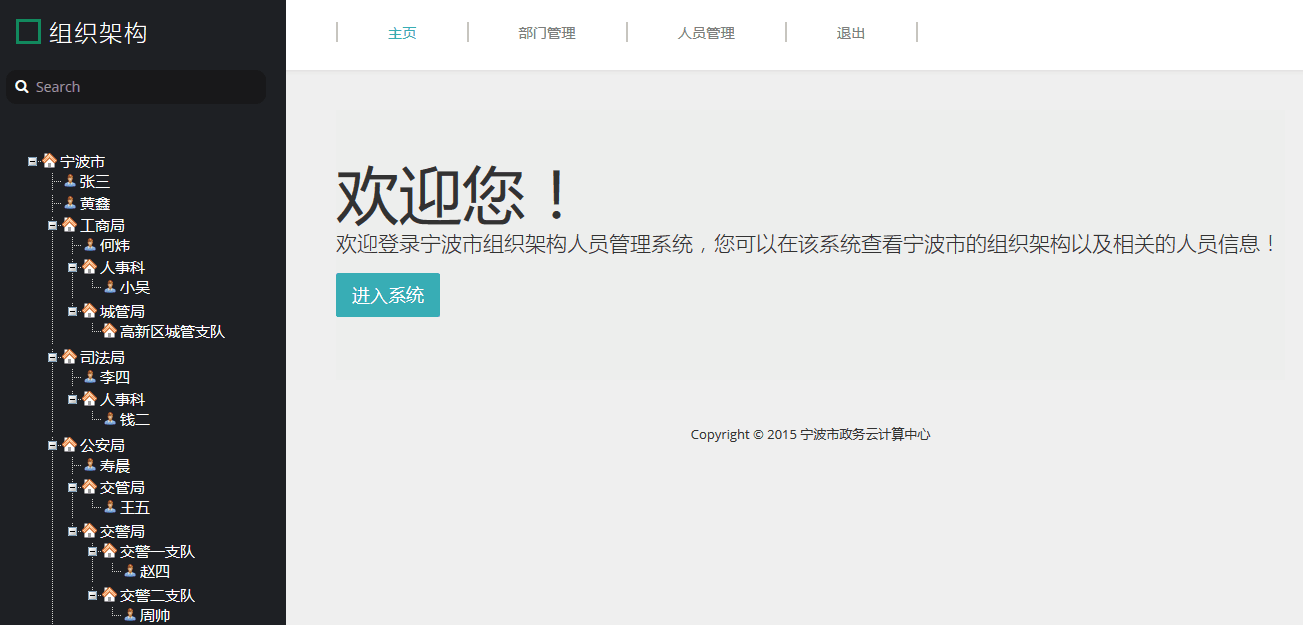 组织架构
Search
宁波市
张三
黄鑫
工商局
何炜
人事科
小吴
城管局
高新区城管支队
司法局
李四
人事科
钱二
公安局
寿晨
交管局
王五
交警局
交警一支队
赵四
交警二支队
周帅
主页 部门管理 人员管理 退出
欢迎您！
欢迎登录宁波市组织架构人员管理系统，您可以在该系统查看宁波市的组织架构以及相关的人员信息！
进入系统
Copyright © 2015 宁波市政务云计算中心